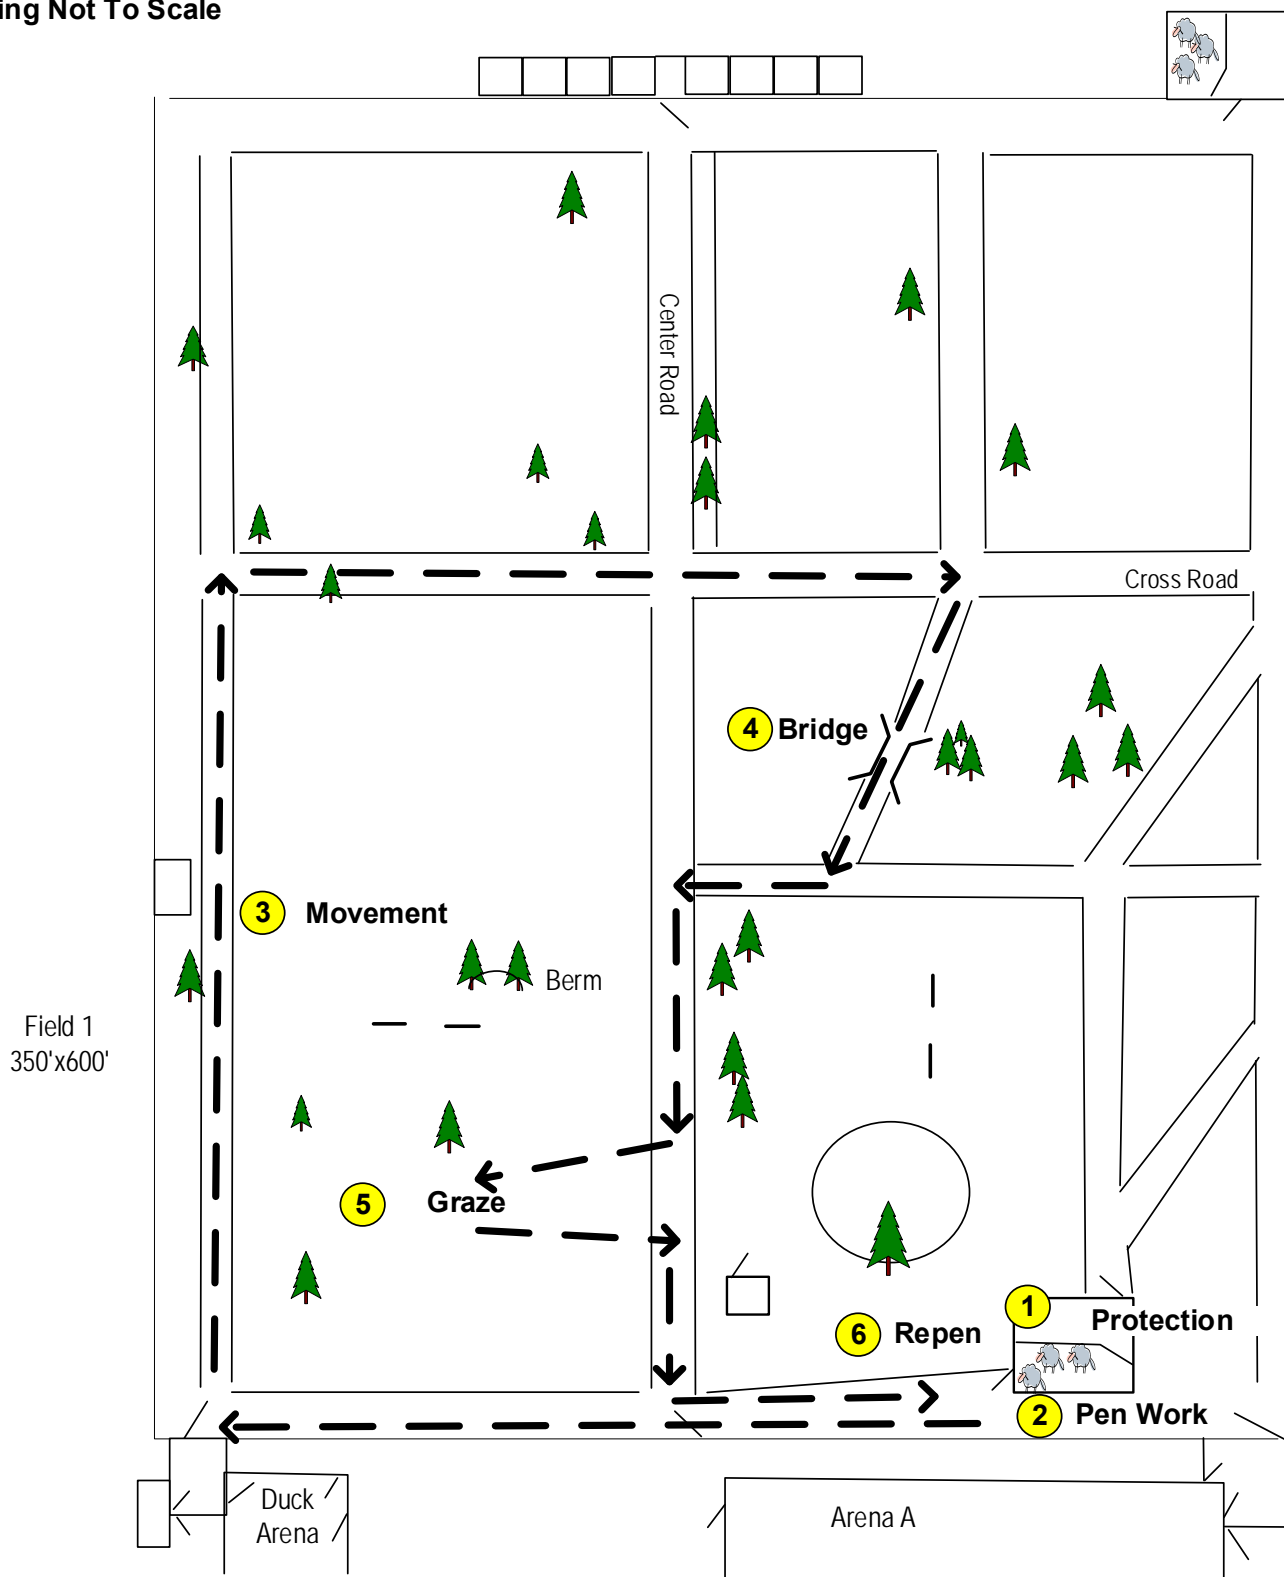 ing Not To Scale
Center Road
Cross Road
4 Bridge
3 Movement
Berm
Field 1
350'x600'
5 Graze
1 Protection
6 Repen
2 Pen Work
Duck
Arena
Arena A